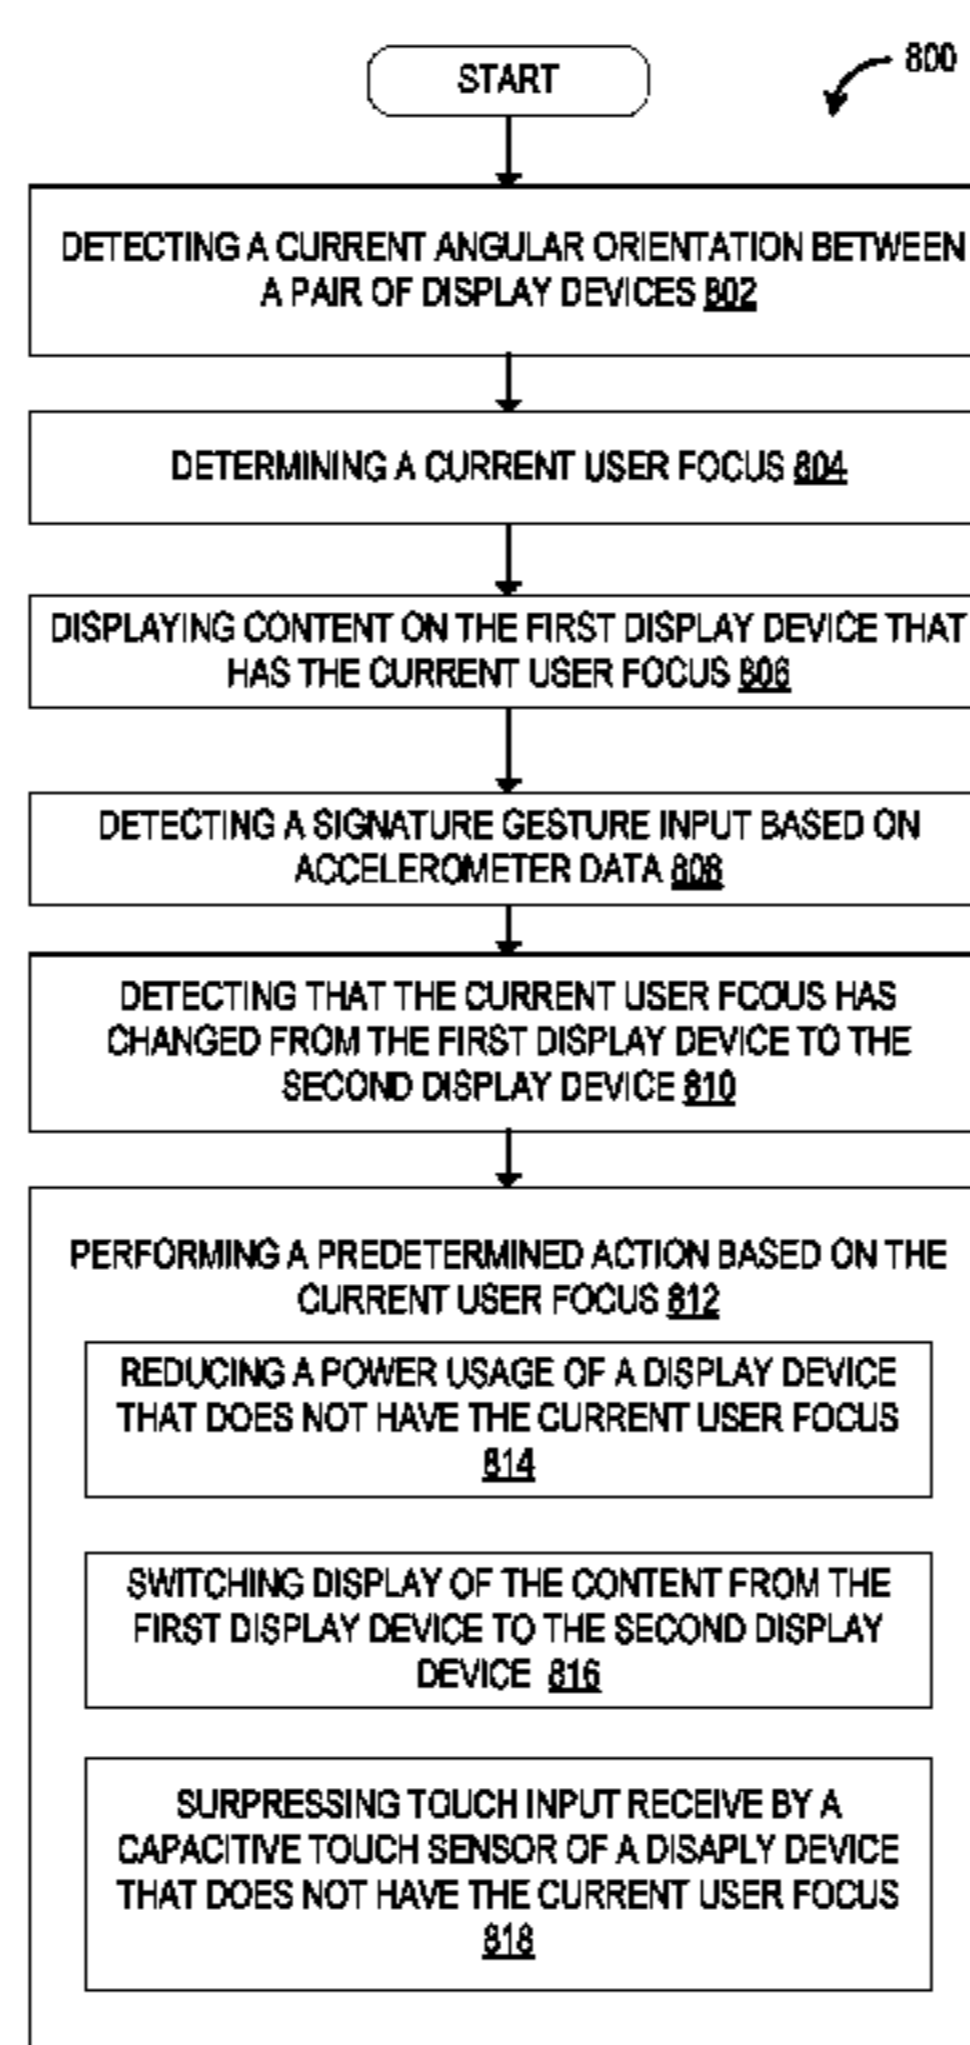 START
800
DETECTING A CURRENT ANGULAR ORIENTATION BETWEEN
A PAIR OF DISPLAY DEVICES 802
DETERMINING A CURRENT USER FOCUS 804
DISPLAYING CONTENT ON THE FIRST DISPLAY DEVICE THAT
HAS THE CURRENT USER FOCUS 806
DETECTING A SIGNATURE GESTURE INPUT BASED ON
ACCELEROMETER DATA 808
DETECTING THAT THE CURRENT USER FCOUS HAS
CHANGED FROM THE FIRST DISPLAY DEVICE TO THE
SECOND DISPLAY DEVICE 810
PERFORMING A PREDETERMINED ACTION BASED ON THE
CURRENT USER FOCUS 812
REDUCING A POWER USAGE OF A DISPLAY DEVICE
THAT DOES NOT HAVE THE CURRENT USER FOCUS
814
SWITCHING DISPLAY OF THE CONTENT FROM THE
FIRST DISPLAY DEVICE TO THE SECOND DISPLAY
DEVICE 816
SURPRESSING TOUCH INPUT RECEIVE BY A
CAPACITIVE TOUCH SENSOR OF A DISAPLY DEVICE
THAT DOES NOT HAVE THE CURRENT USER FOCUS
818